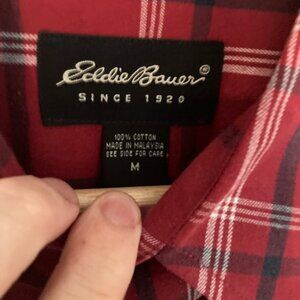 Eddie Bauer®
SINCE 1920
100% COTTON
MADE IN MALAYSIA
SEE SIDE FOR CARE
M